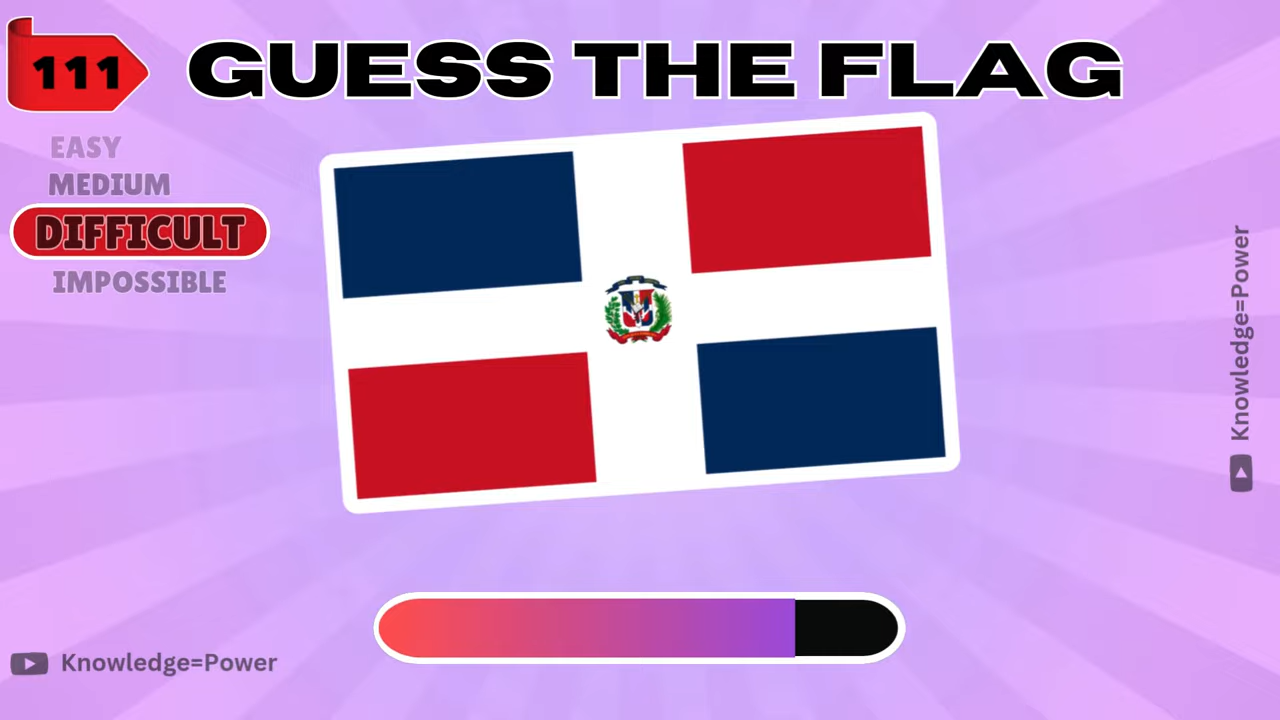 111
GUESS THE FLAG
EASY
MEDIUM
DIFFICULT
IMPOSSIBLE
Knowledge=Power
Knowledge=Power